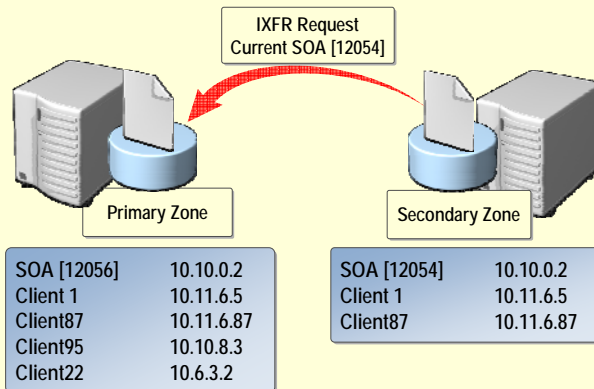 IXFR Request
Current SOA [12054]
Primary Zone
Secondary Zone
SOA [12056] 10.10.0.2
Client 1 10.11.6.5
Client87 10.11.6.87
Client95 10.10.8.3
Client22 10.6.3.2
SOA [12054] 10.10.0.2
Client 1 10.11.6.5
Client87 10.11.6.87